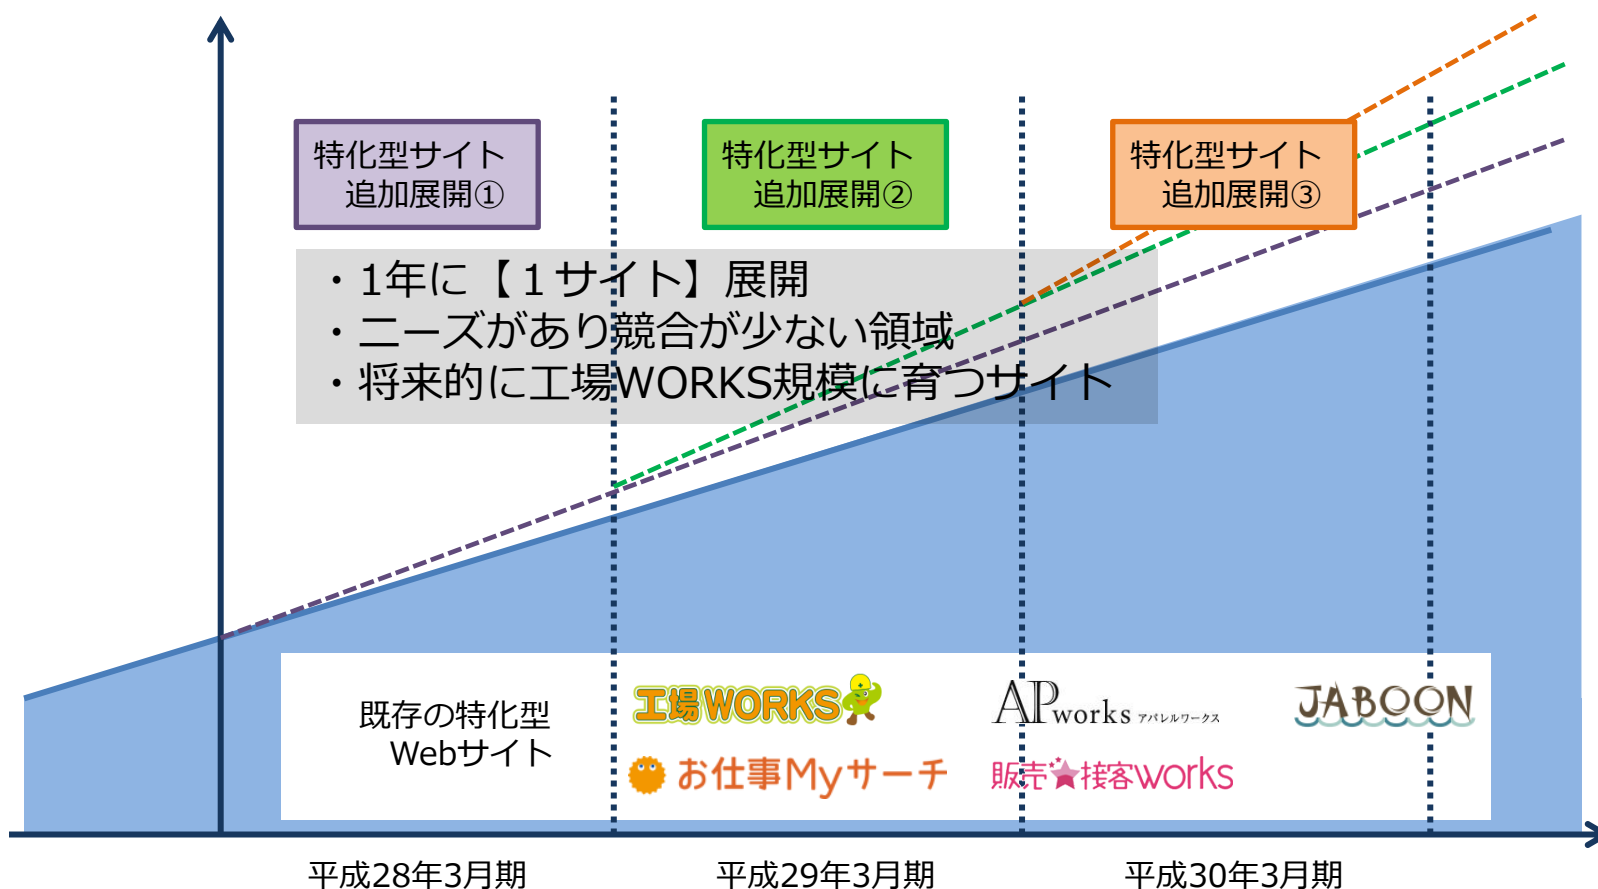 特化型サイト
追加展開①
特化型サイト
追加展開②
特化型サイト
追加展開③
・1年に【１サイト】展開
・ニーズがあり競合が少ない領域
・将来的に工場WORKS規模に育つサイト
既存の特化型
Webサイト
工場WORKS
APworks アパレルワークス
JABOON
お仕事Myサーチ
販売★接客works
平成28年3月期
平成29年3月期
平成30年3月期